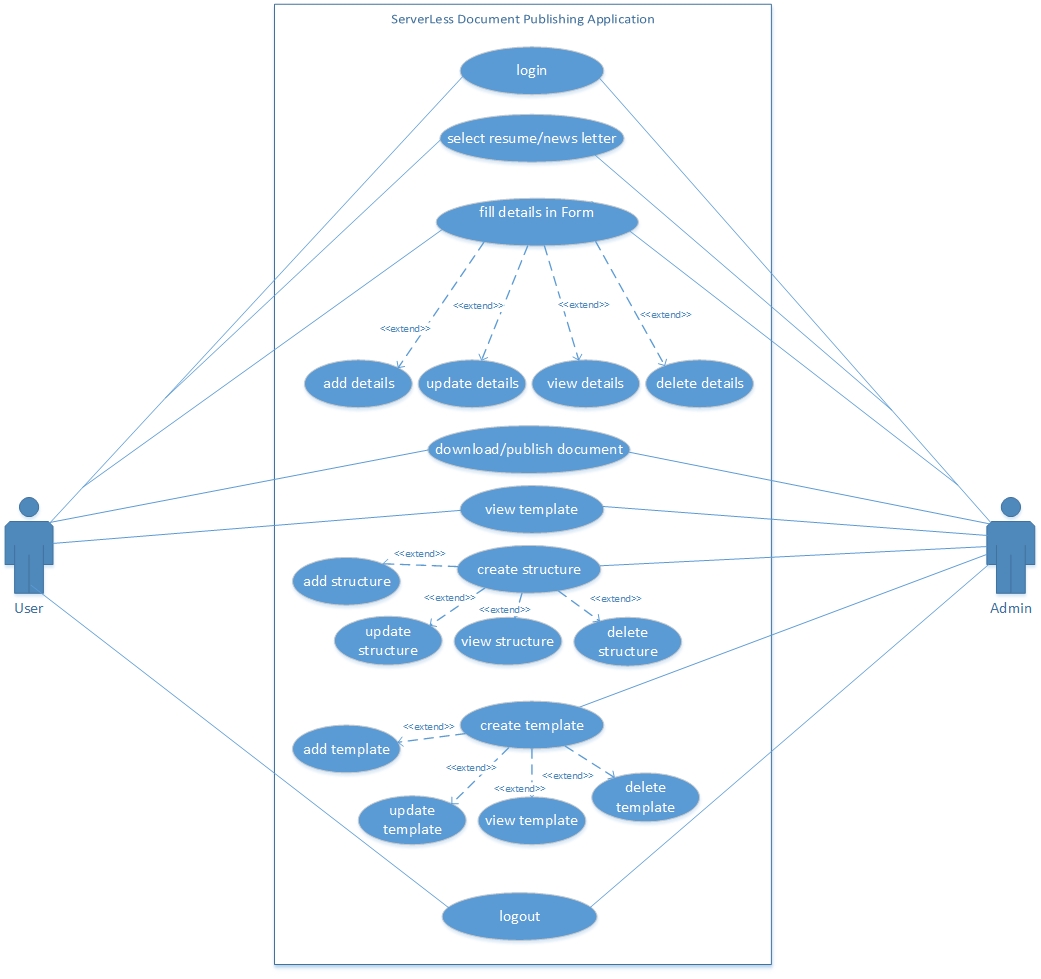 ServerLess Document Publishing Application
login
select resume/news letter
fill details in Form
<<extend>>
<<extend>>
<<extend>>
<<extend>>
add details
update details
view details
delete details
download/publish document
view template
<<extend>>
create structure
add structure
<<extend>>
<<extend>>
<<extend>>
update
structure
view structure
delete
structure
User
Admin
create template
<<extend>>
add template
<<extend>>
<<extend>>
<<extend>>
delete
template
update
template
view template
logout